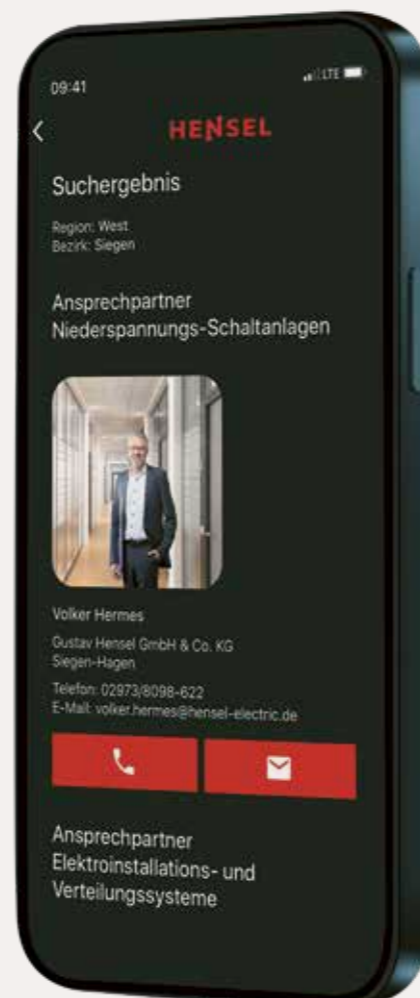 09:41
LTE
HENSEL
Suchergebnis
Region: West
Bezirk: Siegen
Ansprechpartner
Niederspannungs-Schaltanlagen
Volker Hermes
Gustav Hensel GmbH & Co. KG
Siegen-Hagen
Telefon: 02973/8098-622
E-Mail: volker.hermes@hensel-electric.de
Ansprechpartner
Elektroinstallations- und
Verteilungssysteme